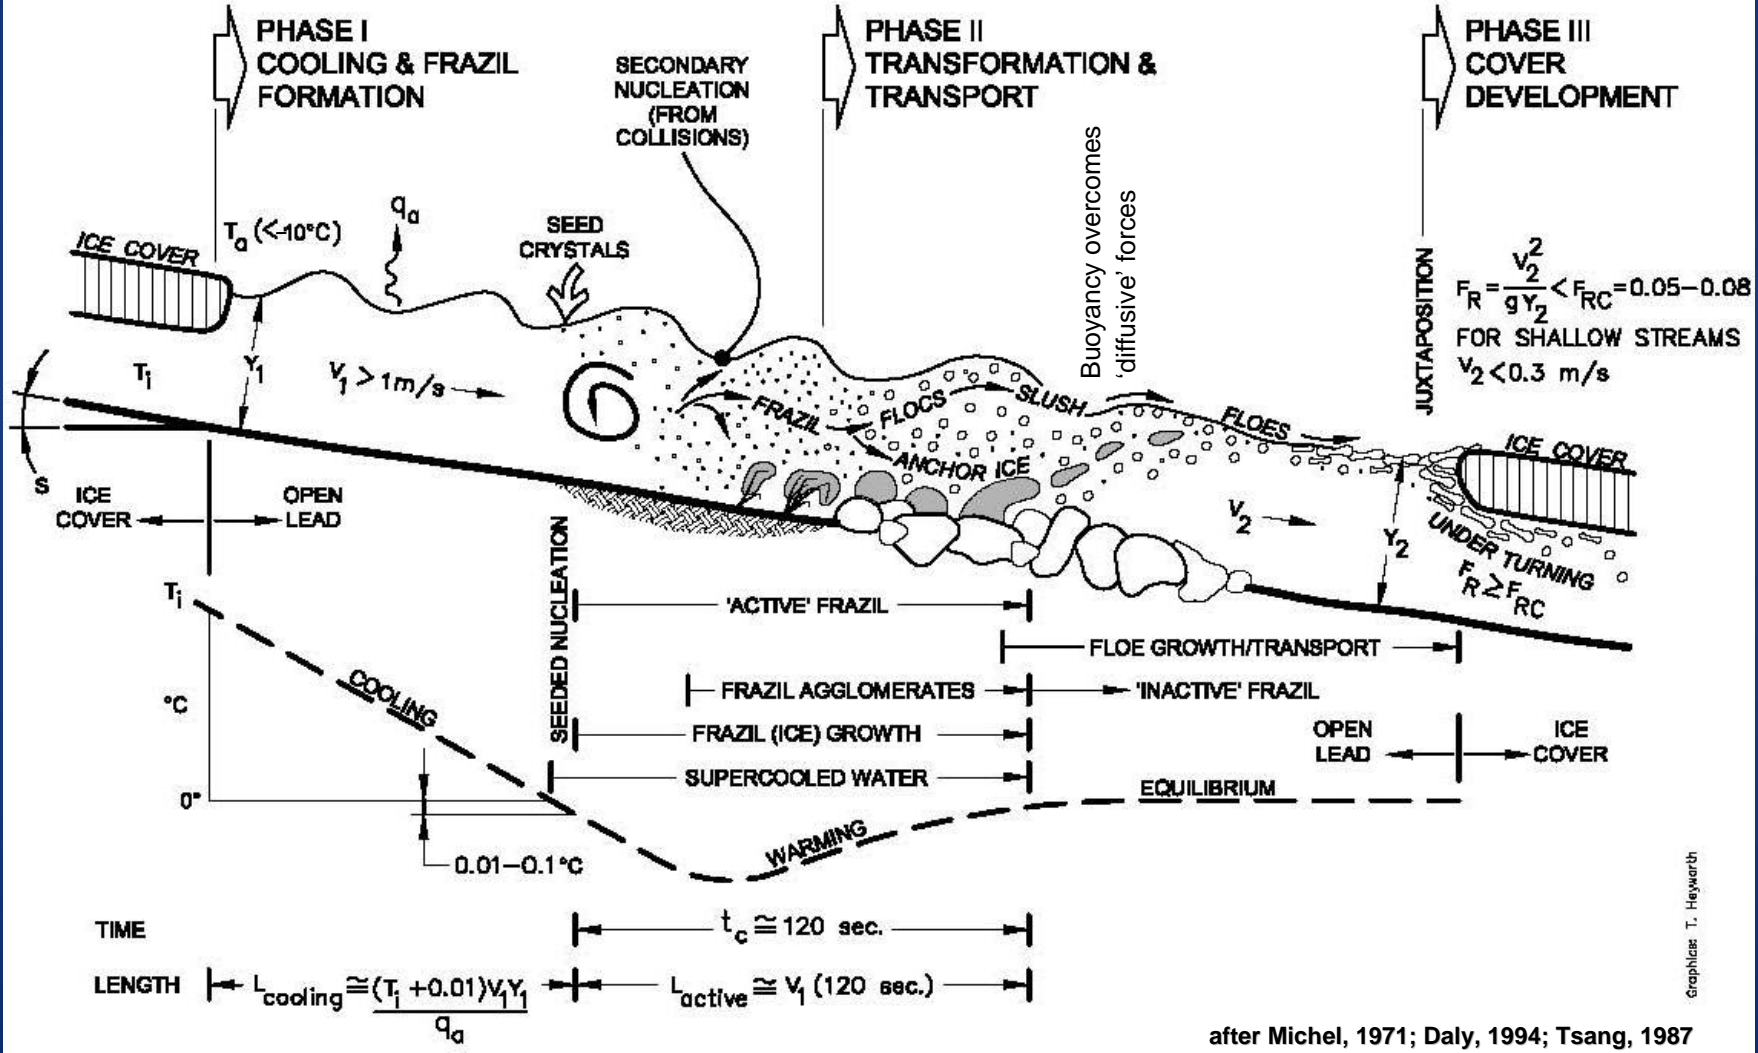 PHASE I
COOLING & FRAZIL
FORMATION
PHASE II
TRANSFORMATION &
TRANSPORT
PHASE III
COVER
DEVELOPMENT
SECONDARY
NUCLEATION
(FROM
COLLISIONS)
Buoyancy overcomes
'diffusive' forces
ICE COVER
Ta (<-10°C)
qa
SEED
CRYSTALS
JUXTAPOSITION
FR = V2^2 / gY2 < FRC = 0.05-0.08
FOR SHALLOW STREAMS
V2 < 0.3 m/s
Ti
Y1
V1 > 1m/s
FRAZIL
FLOCS
SLUSH
FLOES
ANCHOR ICE
ICE COVER
S
ICE
COVER
OPEN
LEAD
V2
Y2
UNDER TURNING
FR ≥ FRC
SEEDED NUCLEATION
Ti
'ACTIVE' FRAZIL
FLOE GROWTH/TRANSPORT
COOLING
FRAZIL AGGLOMERATES
'INACTIVE' FRAZIL
°C
FRAZIL (ICE) GROWTH
OPEN
LEAD
ICE
COVER
SUPERCOOLED WATER
0°
EQUILIBRIUM
WARMING
0.01-0.1°C
TIME
tc ≅ 120 sec.
LENGTH
Lcooling ≅ (Ti + 0.01)V1Y1 / qa
Lactive ≅ V1 (120 sec.)
Graphics: T. Heyworth
after Michel, 1971; Daly, 1994; Tsang, 1987